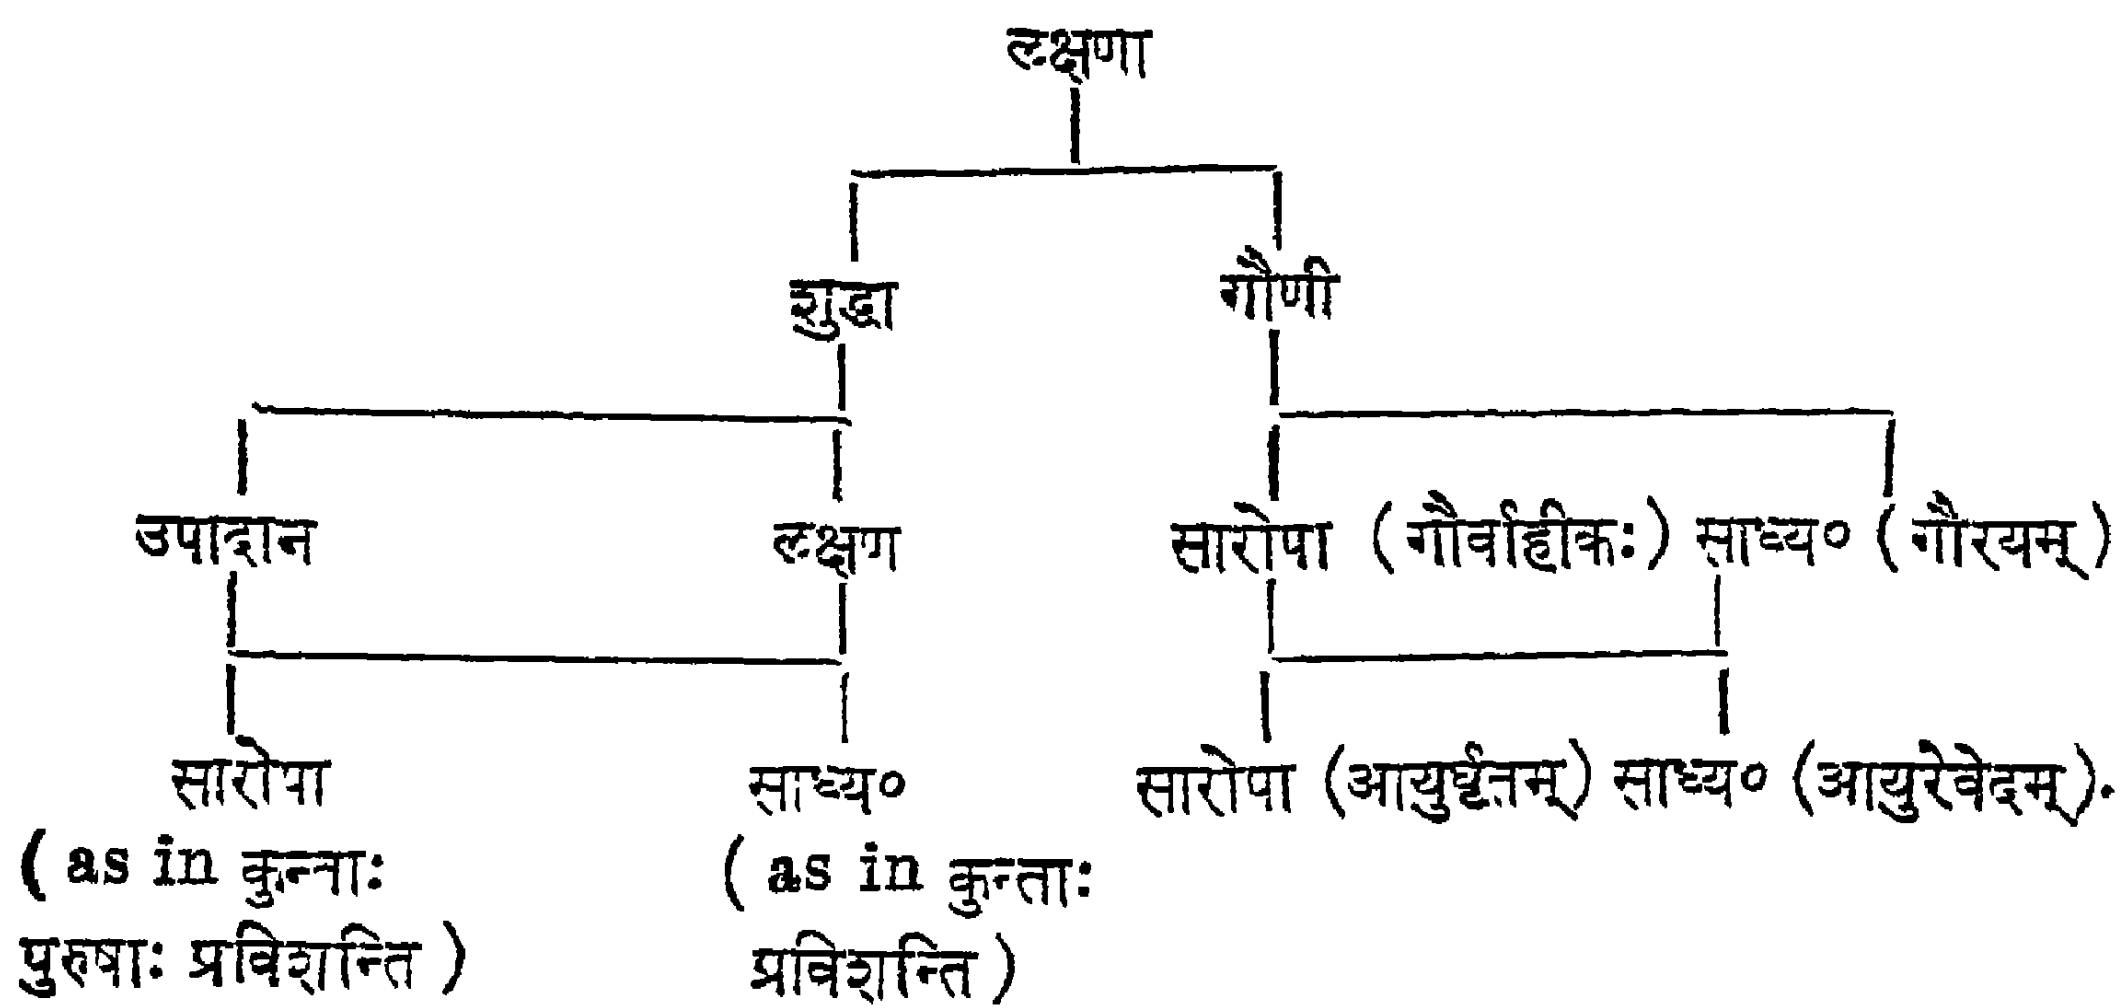 लक्षणा
शुद्धा गौणी
उपादान लक्षण सारोपा (गौर्वाहीकः) साध्य० (गौरयम्)
सारोपा साध्य० सारोपा (आयुर्घृतम्) साध्य० (आयुरेवेदम्).
( as in कुन्ताः ( as in कुन्ताः
पुरुषाः प्रविशन्ति ) प्रविशन्ति )